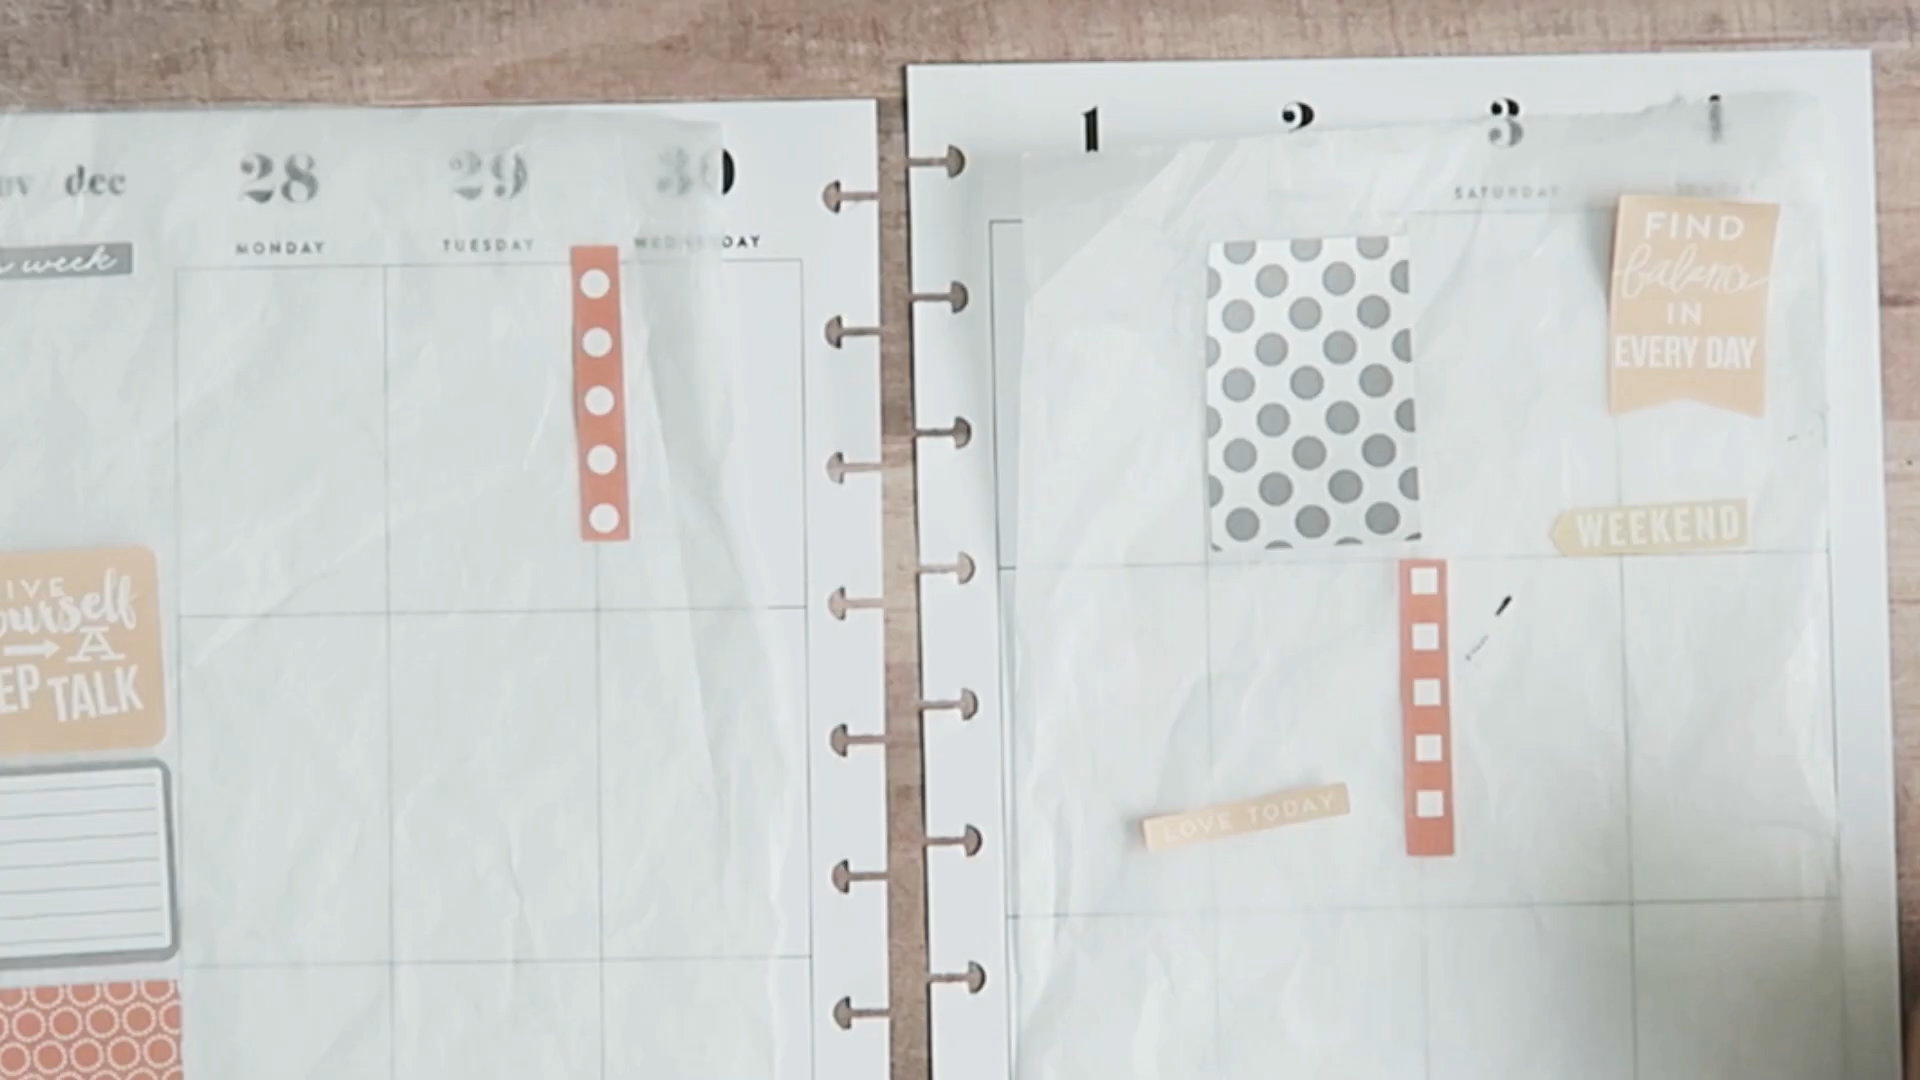 dec
28
29
30
MONDAY
TUESDAY
WEDNESDAY
week
1
2
3
SATURDAY
FIND
balance
IN
EVERY DAY
WEEKEND
LOVE TODAY
A
TALK